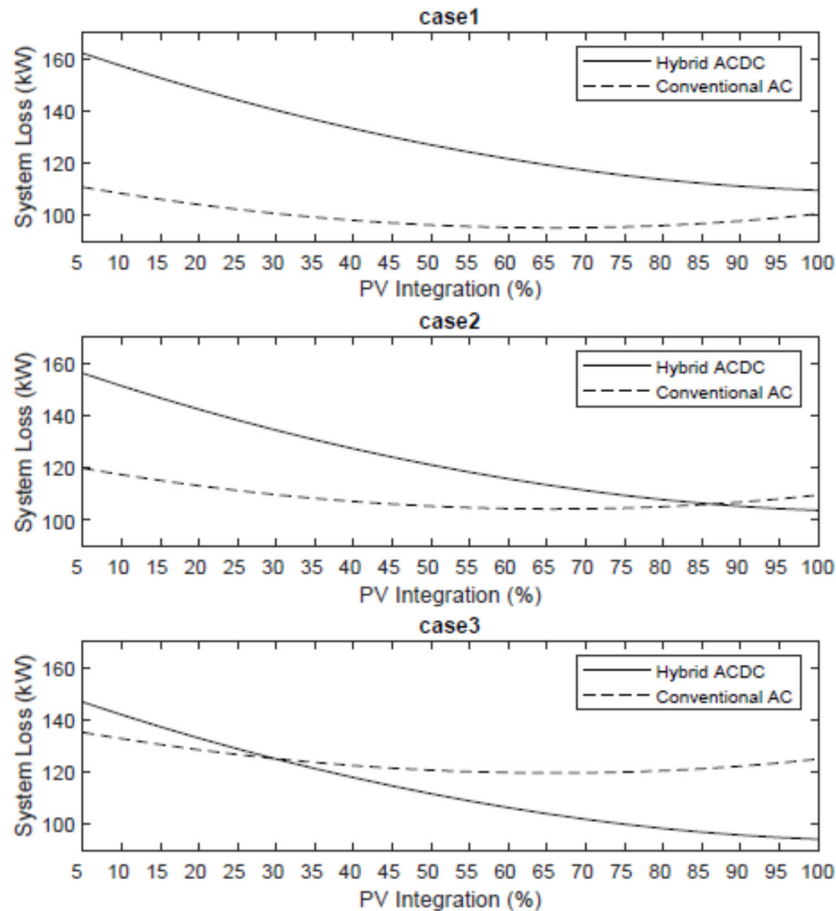 case1
System Loss (kW)
160
140
120
100
Hybrid ACDC
Conventional AC
5 10 15 20 25 30 35 40 45 50 55 60 65 70 75 80 85 90 95 100
PV Integration (%)
case2
System Loss (kW)
160
140
120
100
Hybrid ACDC
Conventional AC
5 10 15 20 25 30 35 40 45 50 55 60 65 70 75 80 85 90 95 100
PV Integration (%)
case3
System Loss (kW)
160
140
120
100
Hybrid ACDC
Conventional AC
5 10 15 20 25 30 35 40 45 50 55 60 65 70 75 80 85 90 95 100
PV Integration (%)